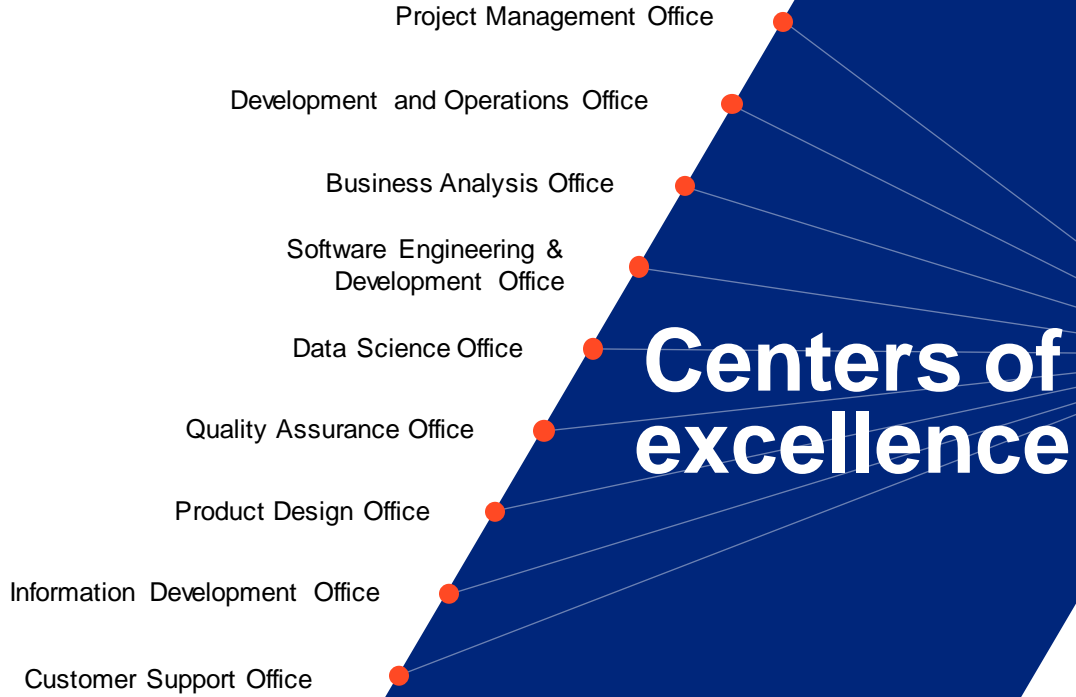 Project Management Office
Development and Operations Office
Business Analysis Office
Software Engineering &
Development Office
Data Science Office
Centers of
excellence
Quality Assurance Office
Product Design Office
Information Development Office
Customer Support Office